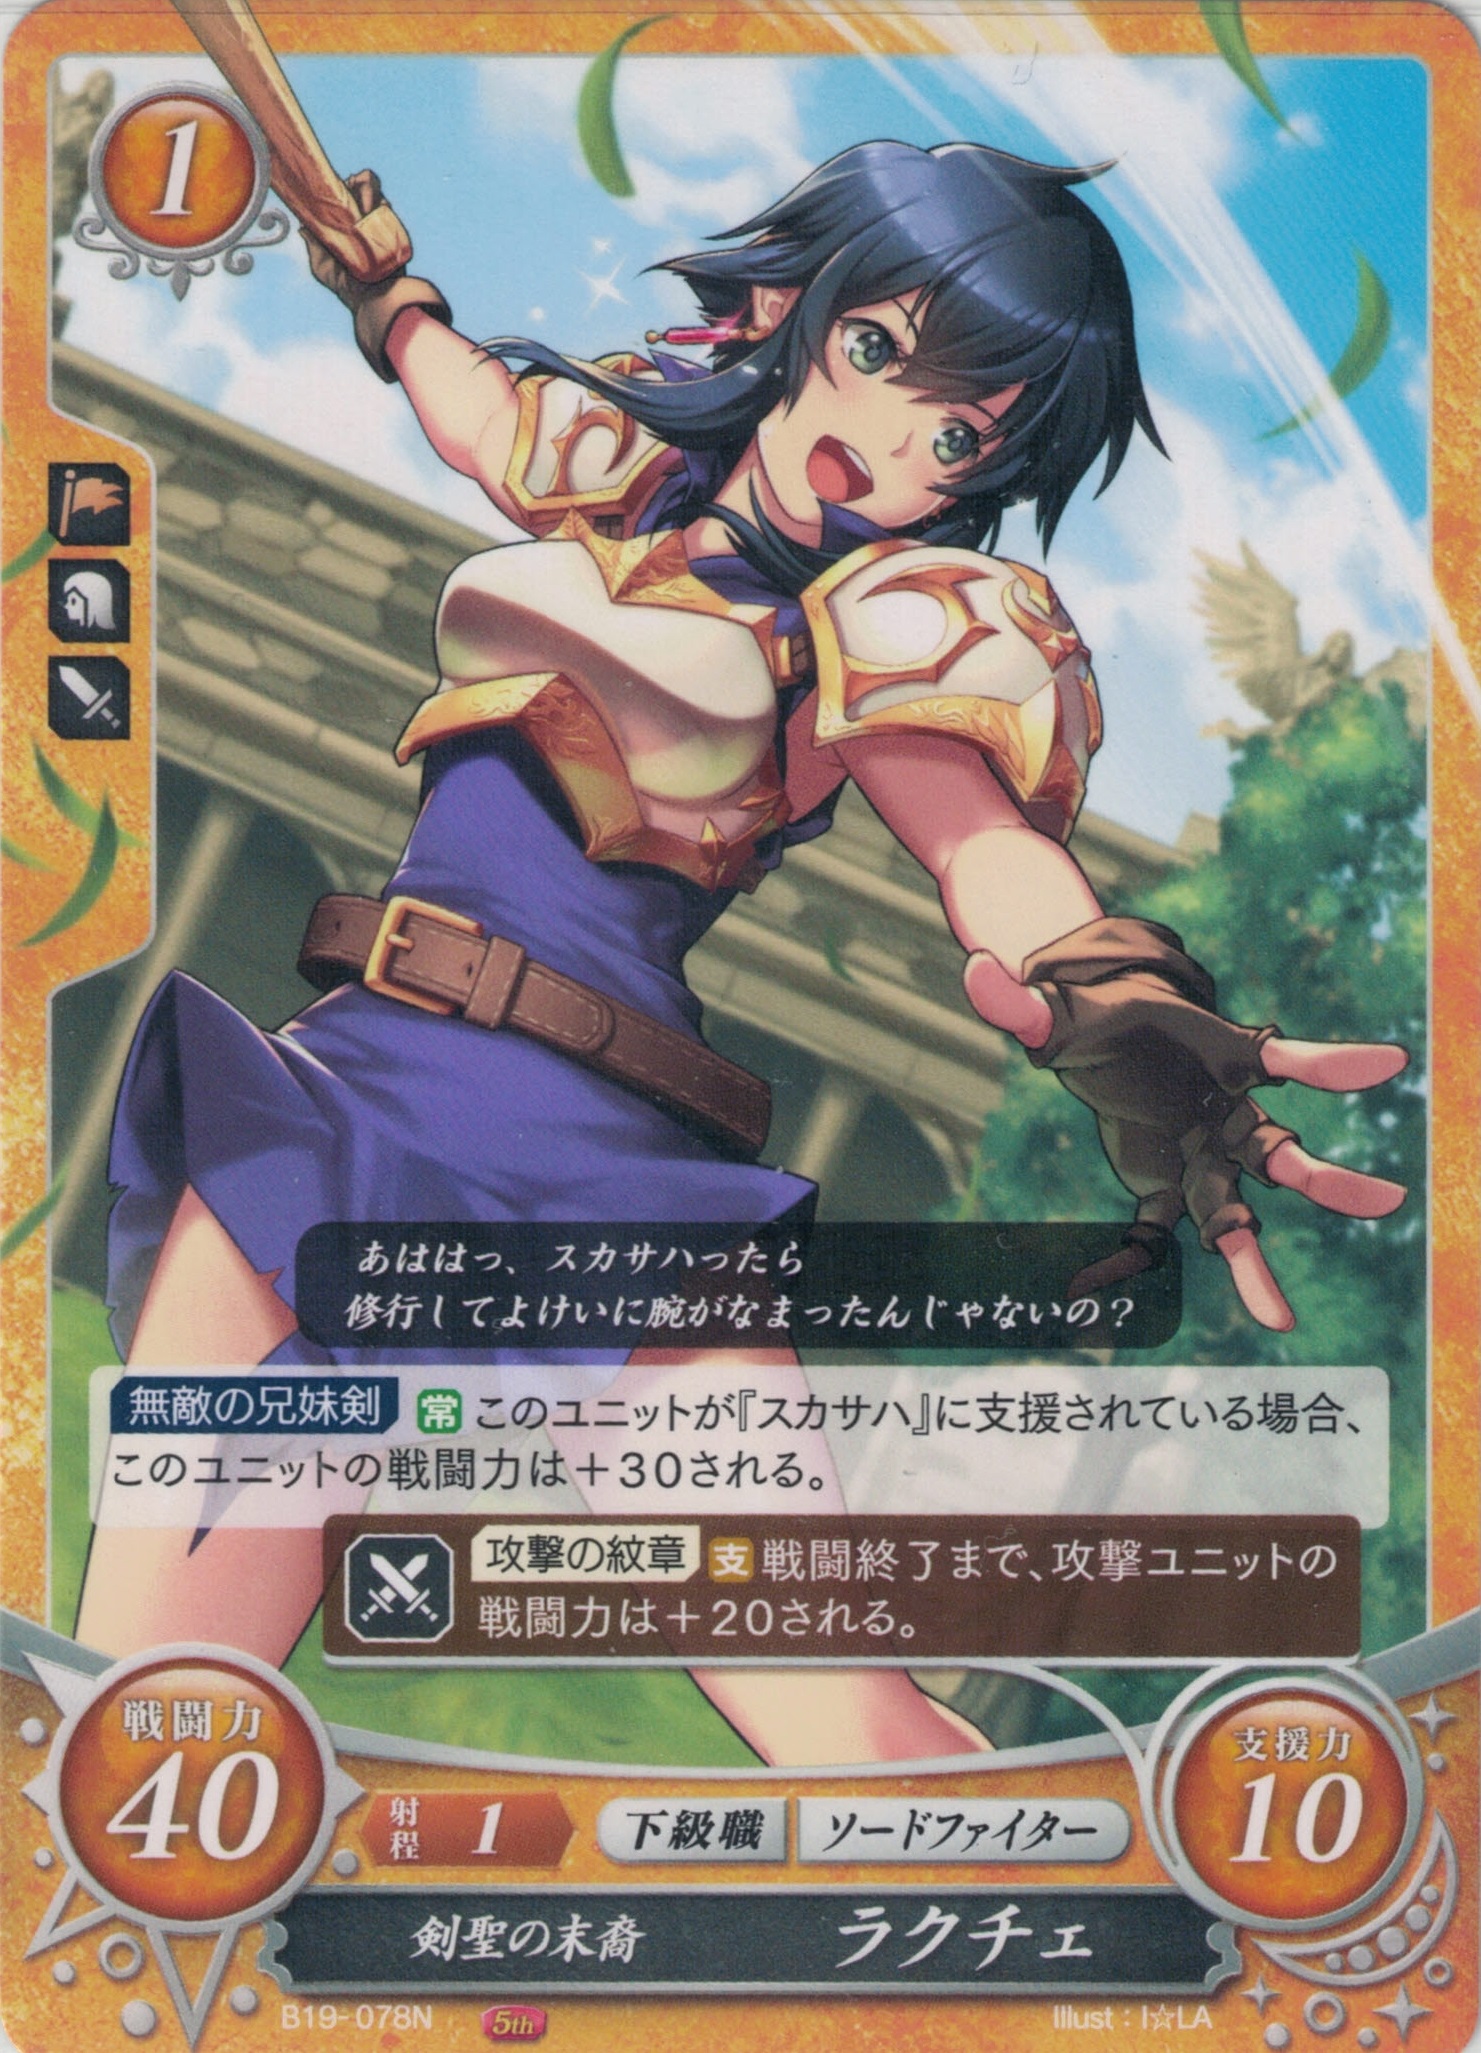 1
あははっ、スカサハったら
修行してよけいに腕がなまったんじゃないの？
無敵の兄妹剣 常 このユニットが『スカサハ』に支援されている場合、
このユニットの戦闘力は＋30される。
攻撃の紋章 支 戦闘終了まで、攻撃ユニットの
戦闘力は＋20される。
戦闘力
40
射程 1
下級職 ソードファイター
支援力
10
剣聖の末裔 ラクチェ
B19-078N 5th Illust : I☆LA